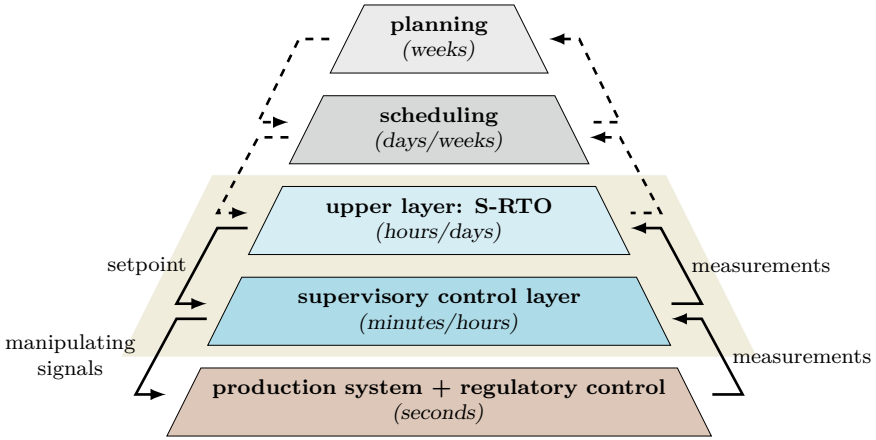 planning
(weeks)
scheduling
(days/weeks)
upper layer: S-RTO
(hours/days)
setpoint
measurements
supervisory control layer
(minutes/hours)
manipulating
signals
measurements
production system + regulatory control
(seconds)